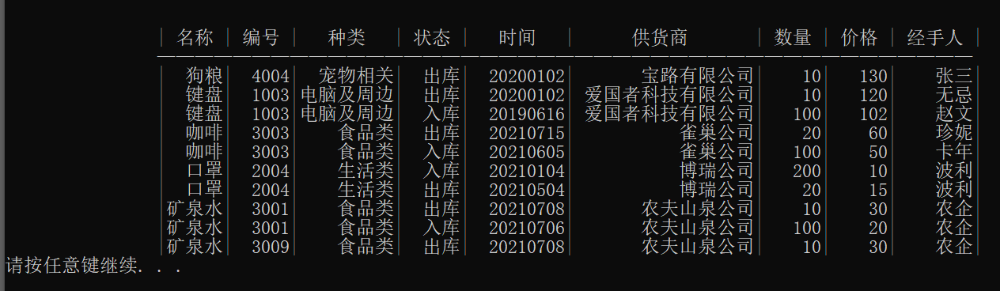 | 名称 | 编号 | 种类 | 状态 | 时间 | 供货商 | 数量 | 价格 | 经手人 |
| 狗粮| 4004| 宠物相关| 出库| 20200102| 宝路有限公司| 10| 130| 张三|
| 键盘| 1003|电脑及周边| 出库| 20200102| 爱国者科技有限公司| 10| 120| 无忌|
| 键盘| 1003|电脑及周边| 入库| 20190616| 爱国者科技有限公司| 100| 102| 赵文|
| 咖啡| 3003| 食品类| 出库| 20210715| 雀巢公司| 20| 60| 珍妮|
| 咖啡| 3003| 食品类| 入库| 20210605| 雀巢公司| 100| 50| 卡年|
| 口罩| 2004| 生活类| 入库| 20210104| 博瑞公司| 200| 10| 波利|
| 口罩| 2004| 生活类| 出库| 20210504| 博瑞公司| 20| 15| 波利|
|矿泉水| 3001| 食品类| 出库| 20210708| 农夫山泉公司| 10| 30| 农企|
|矿泉水| 3001| 食品类| 入库| 20210706| 农夫山泉公司| 100| 20| 农企|
|矿泉水| 3009| 食品类| 出库| 20210708| 农夫山泉公司| 10| 30| 农企|
请按任意键继续. . .